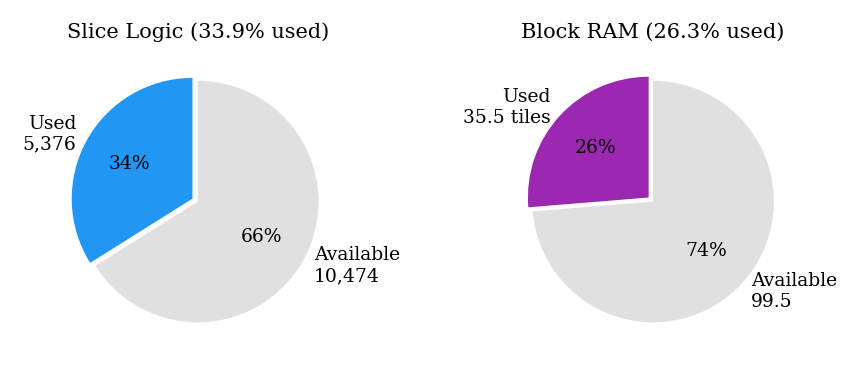 Slice Logic (33.9% used)
Used
5,376
34%
66%
Available
10,474
Block RAM (26.3% used)
Used
35.5 tiles
26%
74%
Available
99.5